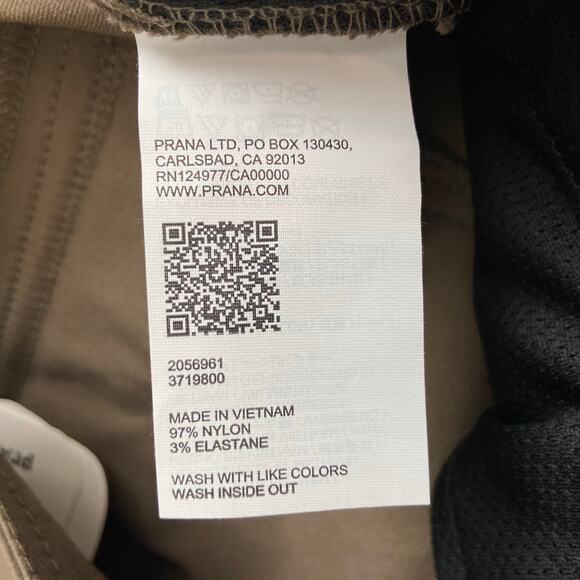 PRANA LTD, PO BOX 130430,
CARLSBAD, CA 92013
RN124977/CA00000
WWW.PRANA.COM
2056961
3719800
MADE IN VIETNAM
97% NYLON
3% ELASTANE
WASH WITH LIKE COLORS
WASH INSIDE OUT